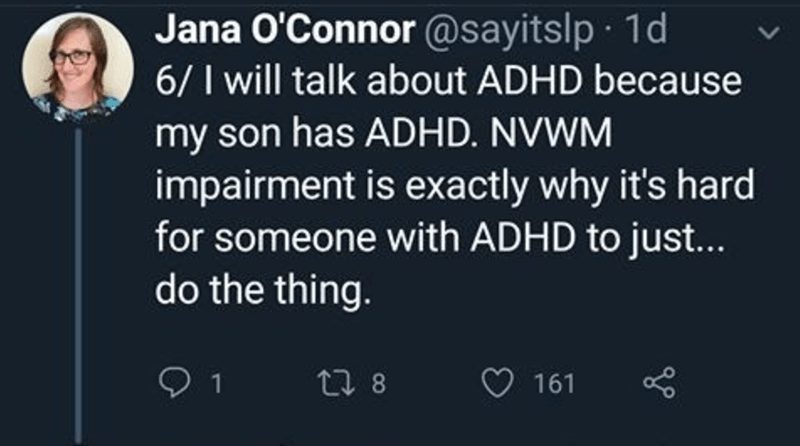 Jana O'Connor @sayitslp · 1d
6/ I will talk about ADHD because
my son has ADHD. NVWM
impairment is exactly why it's hard
for someone with ADHD to just...
do the thing.
1 8 161